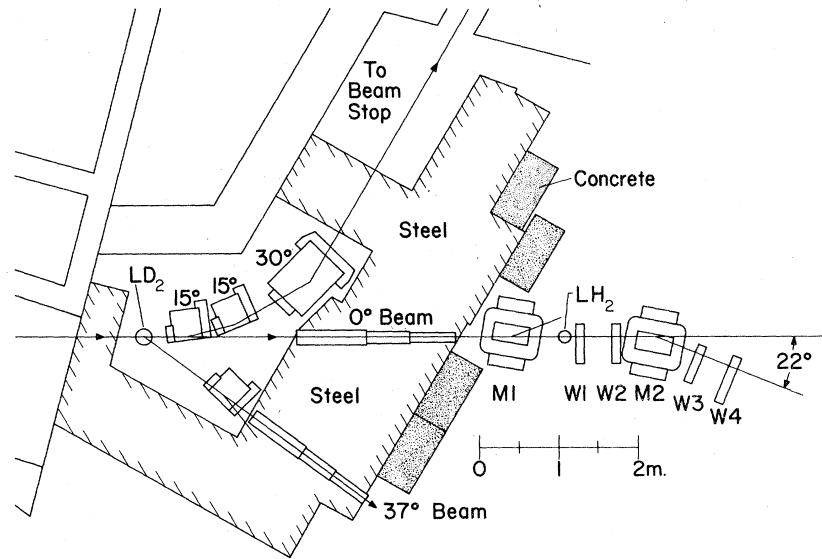 To
Beam
Stop
Concrete
Steel
30°
LD2
15°
15°
LH2
0° Beam
22°
Steel
M1
W1
W2
M2
W3
W4
0
1
2m.
37° Beam